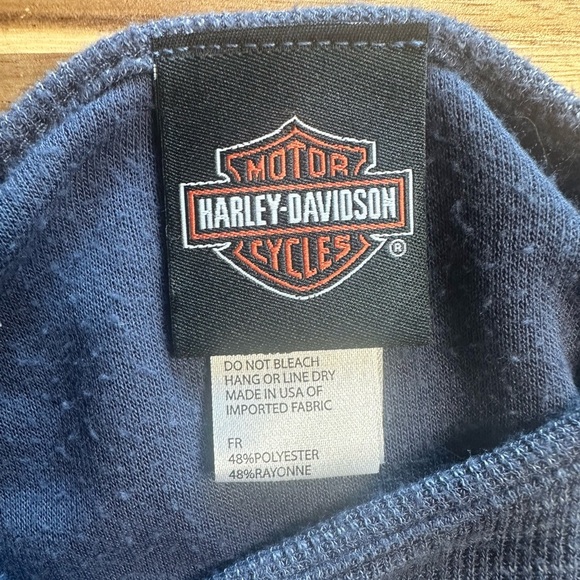 MOTOR
HARLEY-DAVIDSON
CYCLES
®
DO NOT BLEACH
HANG OR LINE DRY
MADE IN USA OF
IMPORTED FABRIC
FR
48%POLYESTER
48%RAYONNE